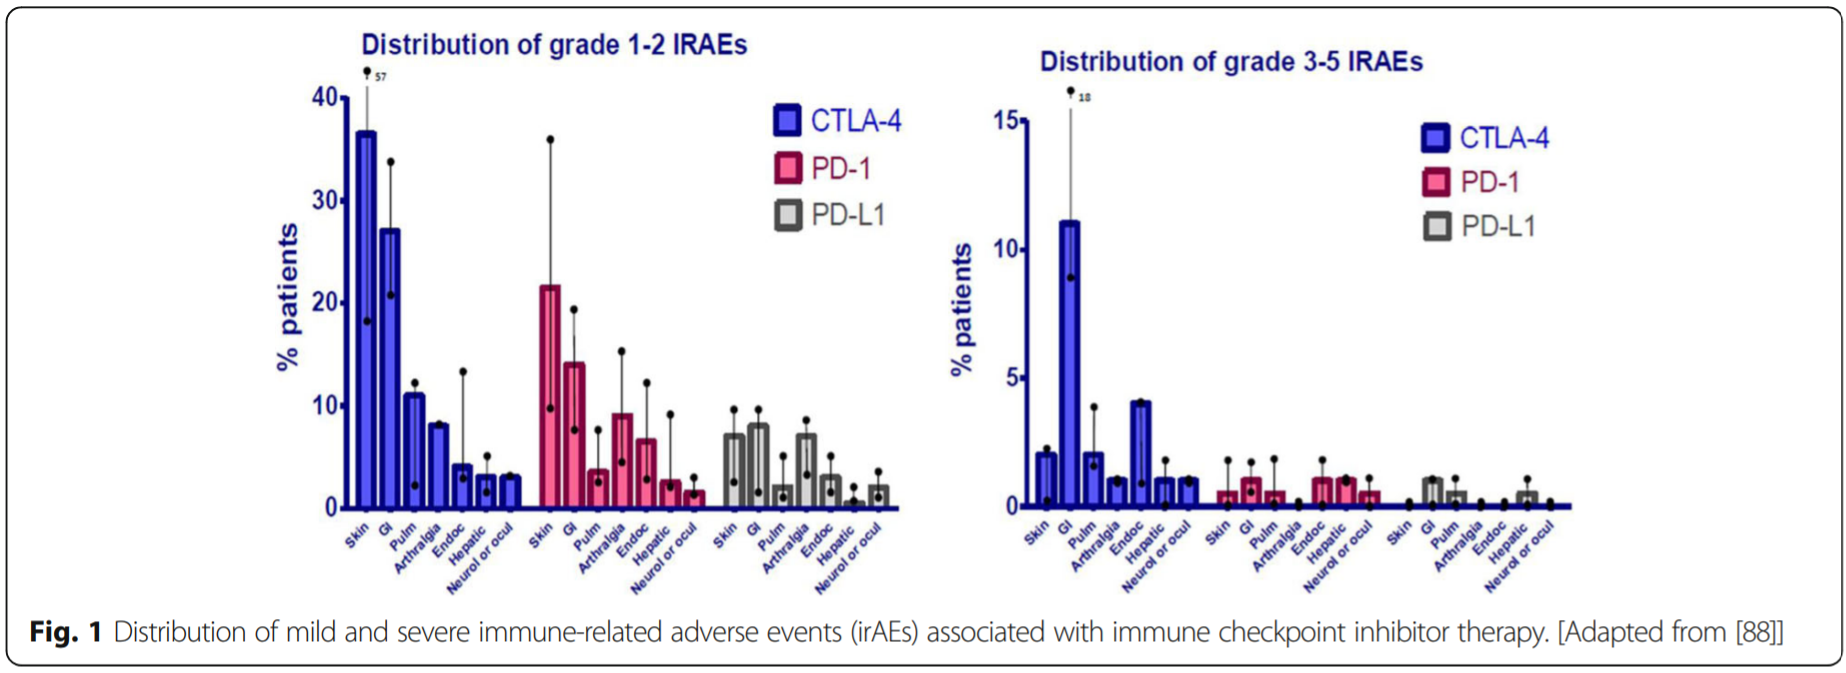 Distribution of grade 1-2 IRAEs
57
40
30
20
10
0
% patients
CTLA-4
PD-1
PD-L1
Skin
GI
Pulm
Arthralgia
Endoc
Hepatic
Neurol or ocul
Skin
GI
Pulm
Arthralgia
Endoc
Hepatic
Neurol or ocul
Skin
GI
Pulm
Arthralgia
Endoc
Hepatic
Neurol or ocul
Distribution of grade 3-5 IRAEs
18
15
10
5
0
% patients
CTLA-4
PD-1
PD-L1
Skin
GI
Pulm
Arthralgia
Endoc
Hepatic
Neurol or ocul
Skin
GI
Pulm
Arthralgia
Endoc
Hepatic
Neurol or ocul
Skin
GI
Pulm
Arthralgia
Endoc
Hepatic
Neurol or ocul
Fig. 1 Distribution of mild and severe immune-related adverse events (irAEs) associated with immune checkpoint inhibitor therapy. [Adapted from [88]]